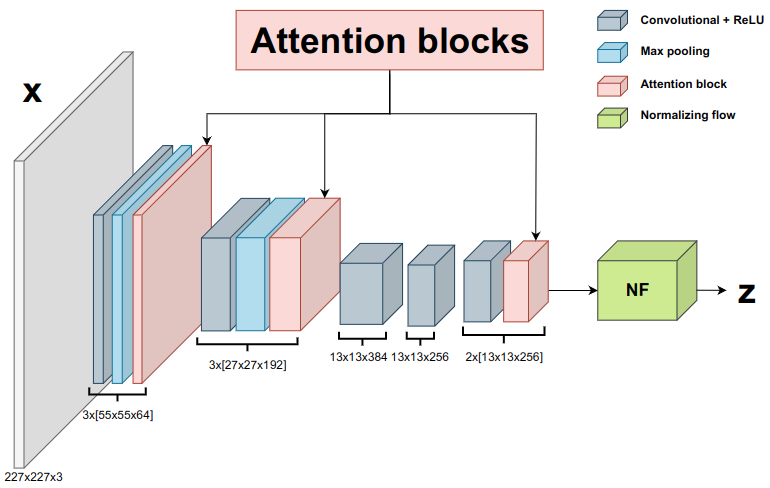 Attention blocks
Convolutional + ReLU
Max pooling
Attention block
Normalizing flow
x
NF
z
3x[27x27x192]
13x13x384
13x13x256
2x[13x13x256]
3x[55x55x64]
227x227x3